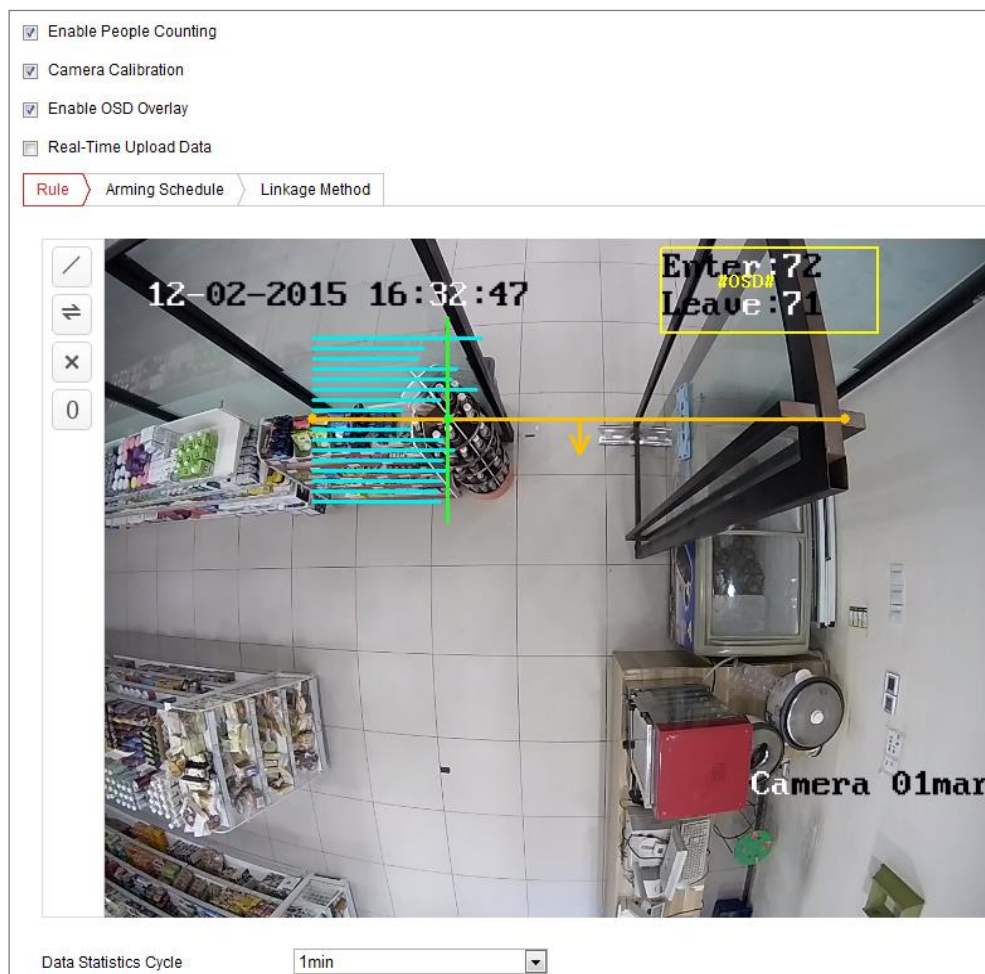 Enable People Counting
Camera Calibration
Enable OSD Overlay
Real-Time Upload Data
Rule
Arming Schedule
Linkage Method
0
12-02-2015 16:32:47
Enter:72
#OSD#
Leave:71
Camera 01mar
Data Statistics Cycle
1min